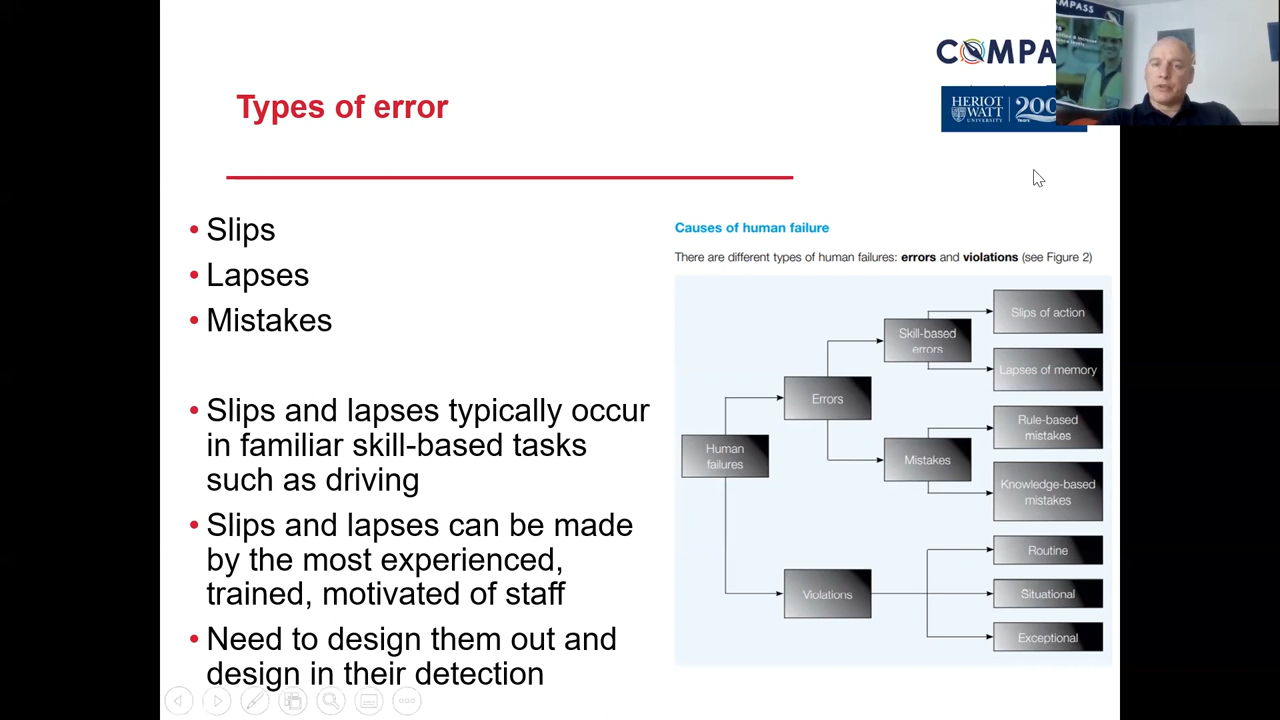 COMPA
HERIOT
WATT
UNIVERSITY
200
YEARS
MPASS
Types of error
• Slips
• Lapses
• Mistakes
• Slips and lapses typically occur
in familiar skill-based tasks
such as driving
• Slips and lapses can be made
by the most experienced,
trained, motivated of staff
• Need to design them out and
design in their detection
Causes of human failure
There are different types of human failures: errors and violations (see Figure 2)
Human
failures
Errors
Skill-based
errors
Slips of action
Lapses of memory
Mistakes
Rule-based
mistakes
Knowledge-based
mistakes
Violations
Routine
Situational
Exceptional